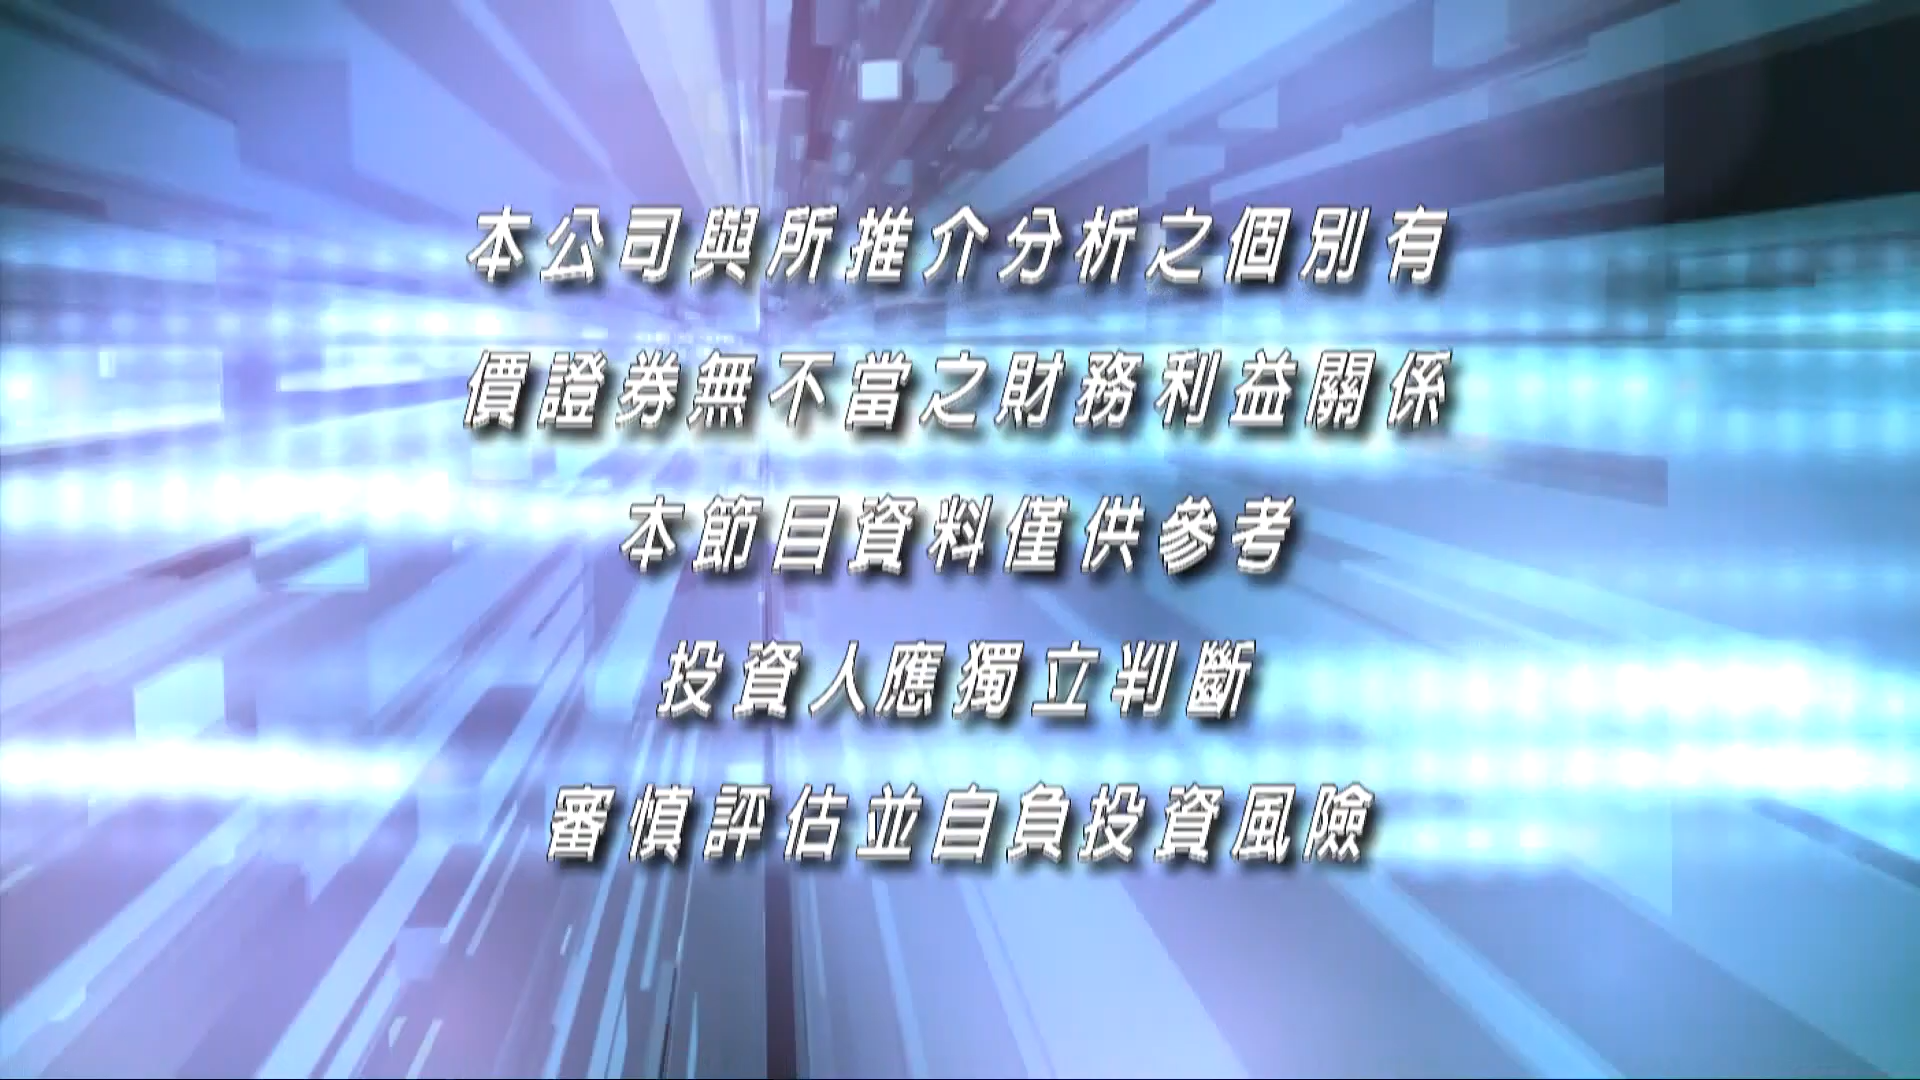 本公司與所推介分析之個別有
價證券無不當之財務利益關係
本節目資料僅供參考
投資人應獨立判斷
審慎評估並自負投資風險